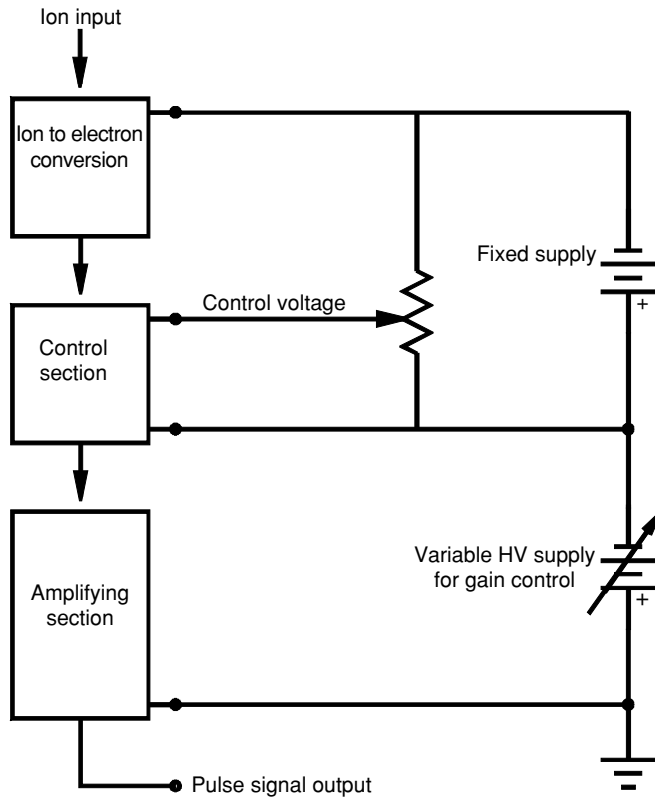 Ion input
Ion to electron
conversion
Fixed supply
+
Control voltage
Control
section
Variable HV supply
for gain control
+
Amplifying
section
Pulse signal output